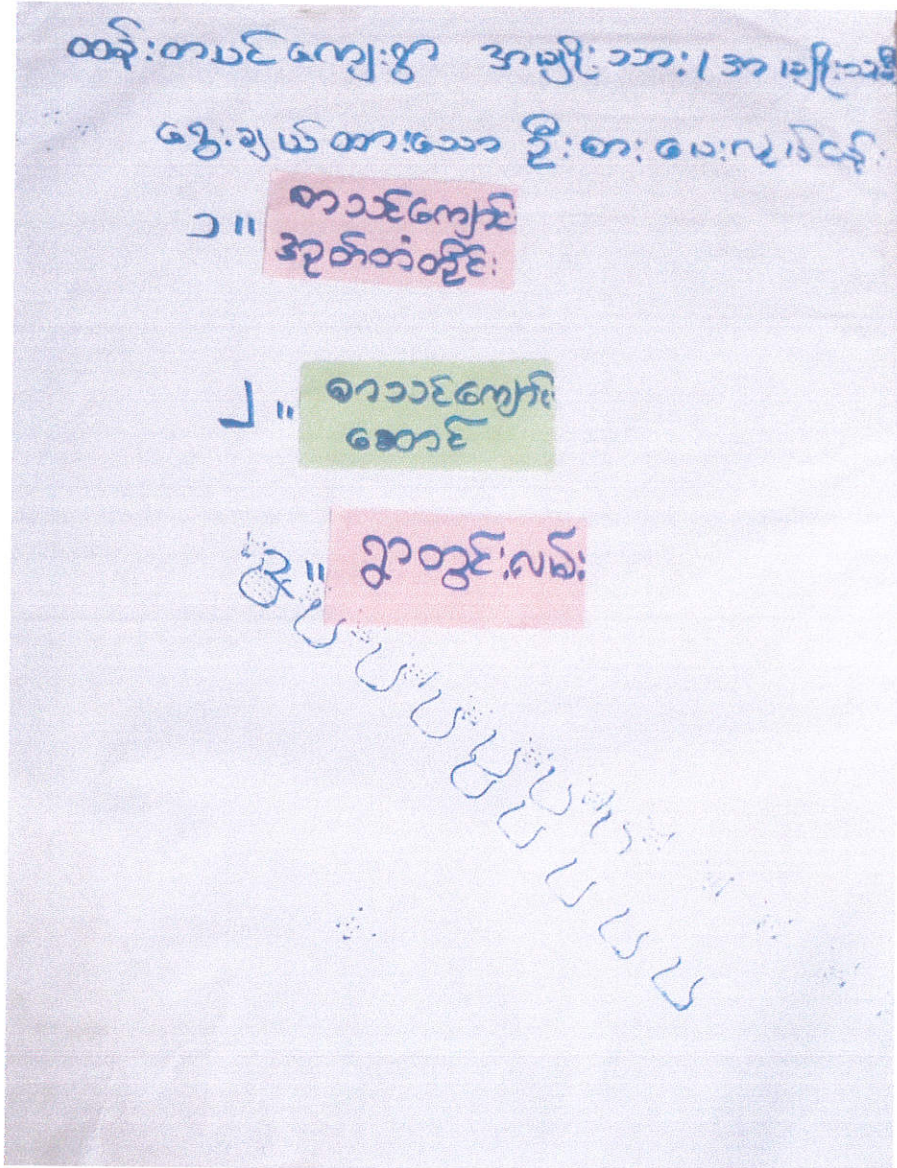 ထန်းတပင်ကျေးရွာ အမျိုးသား/အမျိုးသမီး
ရွေးချယ်ထားသော ဦးစားပေးလုပ်ငန်း
၁။ စာသင်ကျောင်း
အုတ်တံတိုင်း
၂။ စာသင်ကျောင်း
ဆောင်
၃။ ရွာတွင်းလမ်း